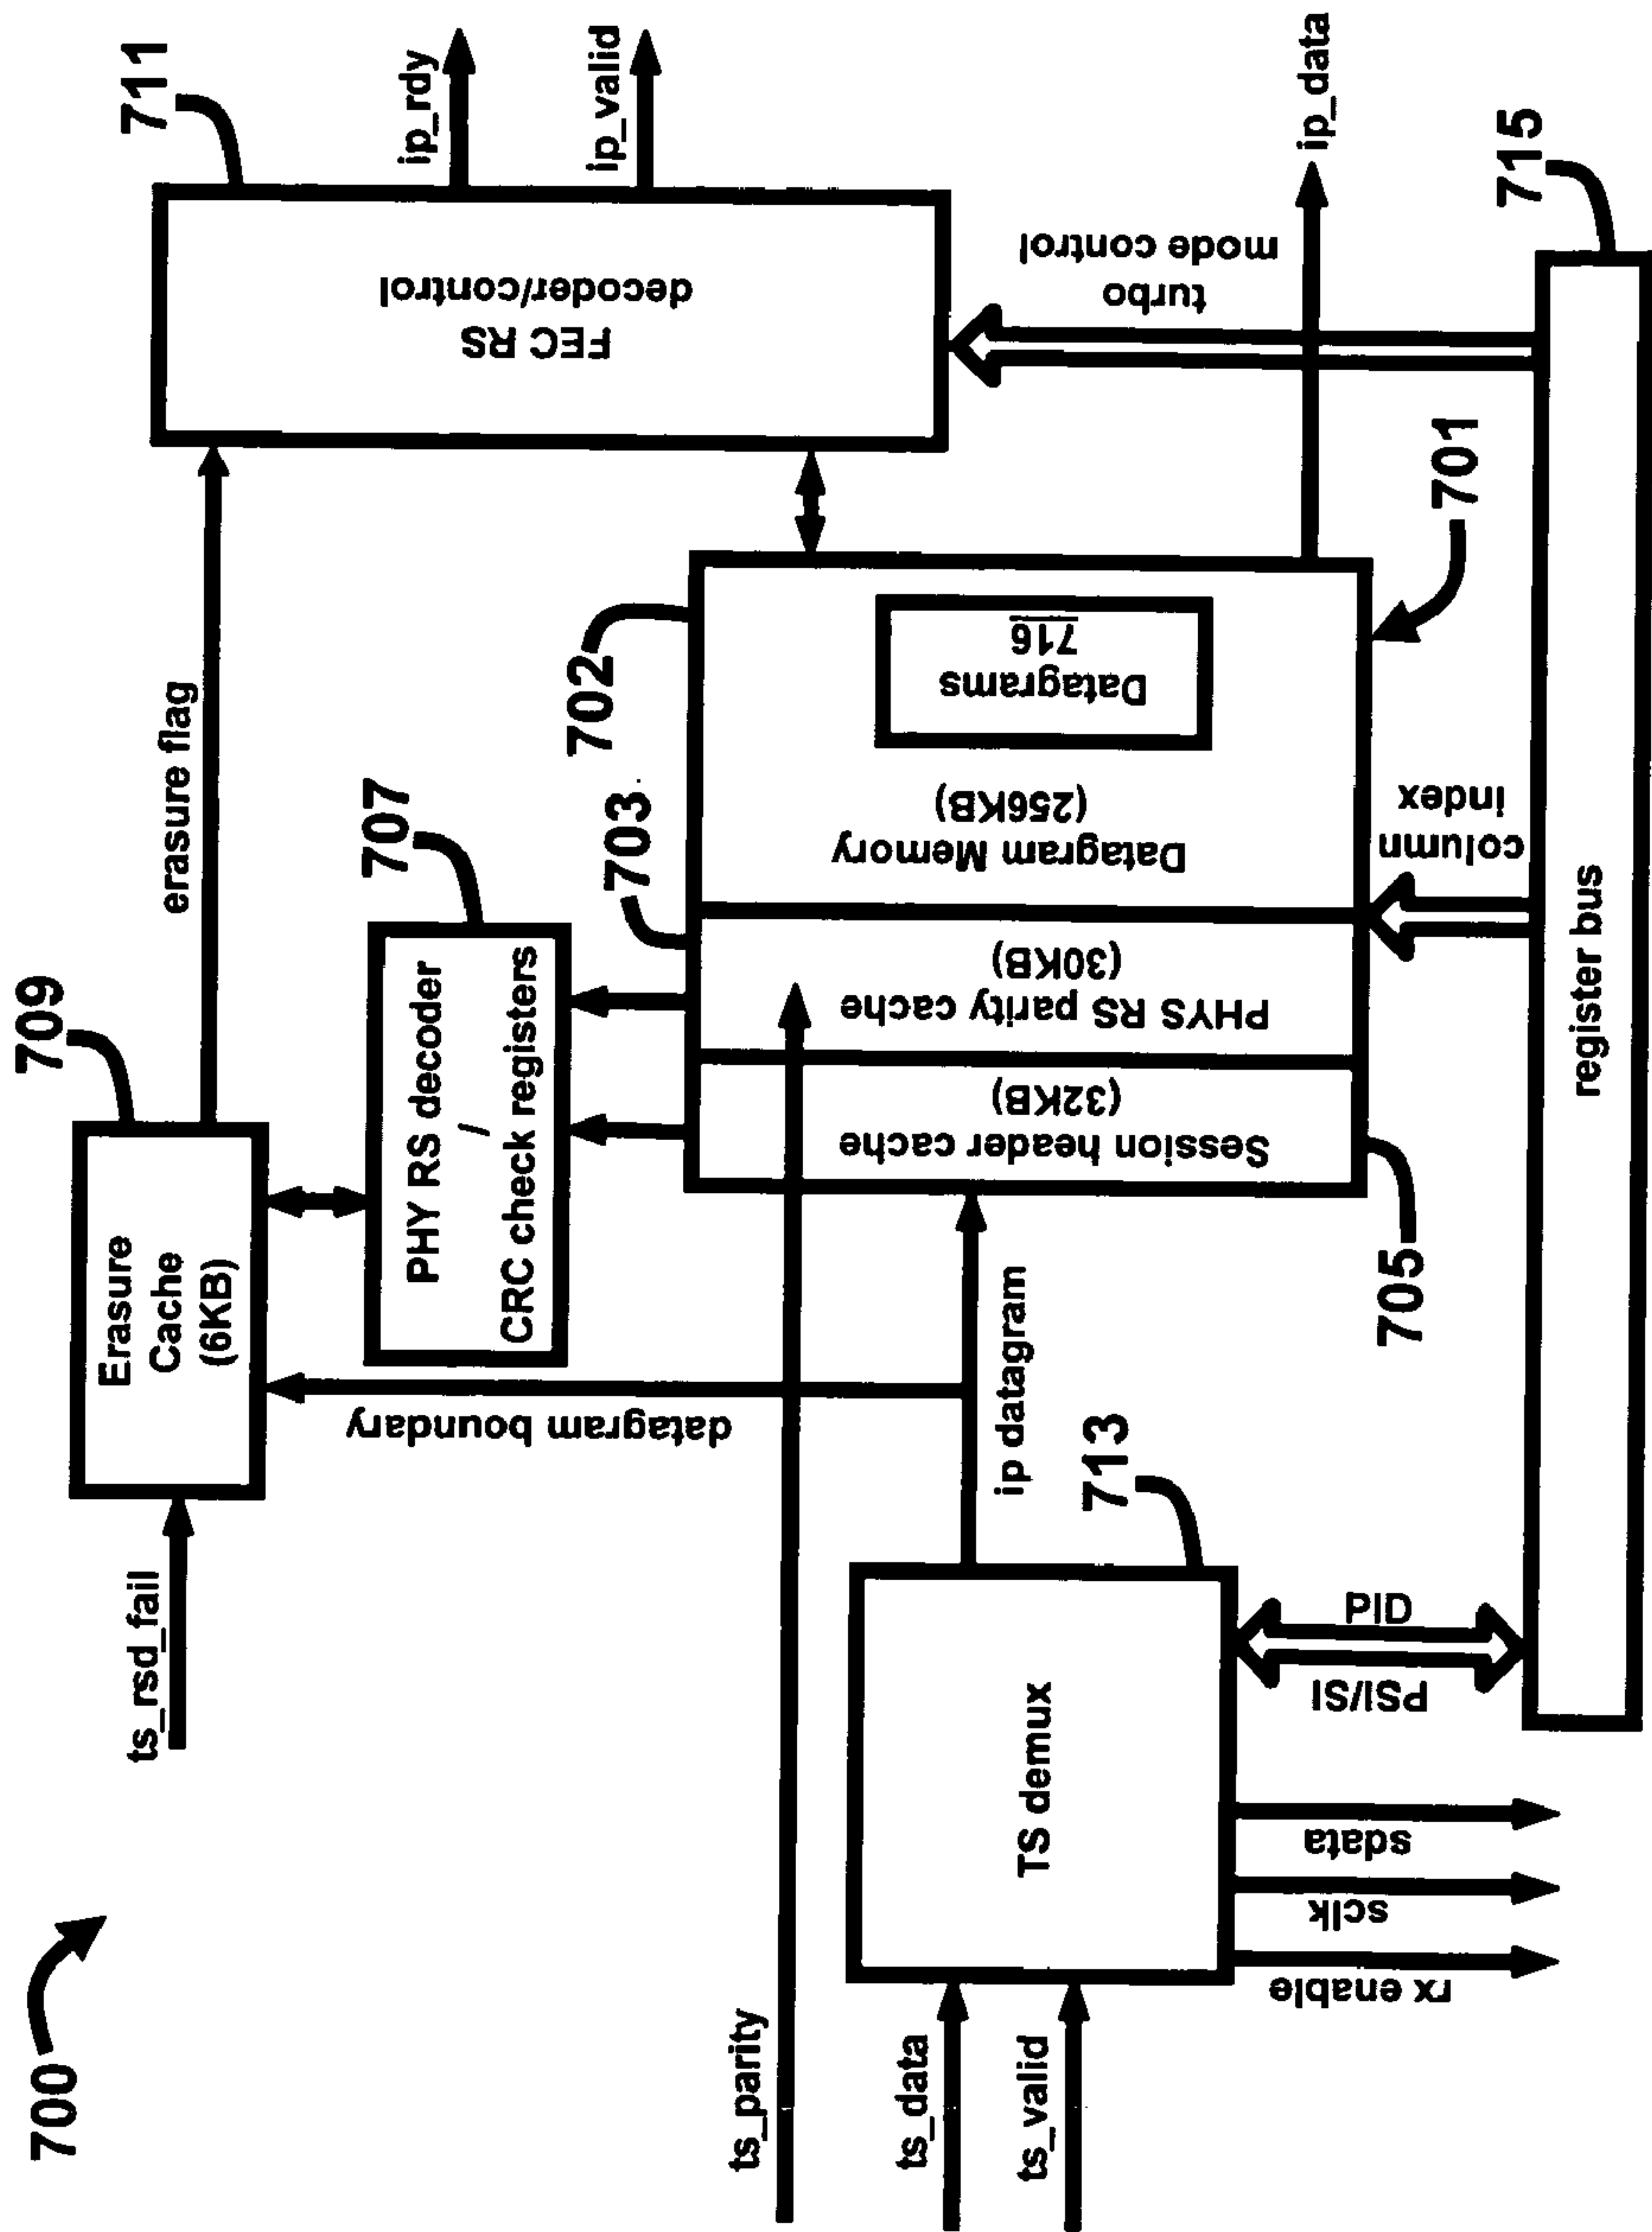 700
ts_rsd_fail
Erasure
Cache
(6KB)
709
erasure flag
711
FEC RS
decoder/control
ip_rdy
ip_valid
datagram boundary
PHY RS decoder
/
CRC check registers
707
ts_parity
703
702
Session header cache
(32KB)
PHYS RS parity cache
(30KB)
Datagram Memory
(256KB)
Datagrams
716
turbo
mode control
ip_data
ts_data
ts_valid
TS demux
713
ip datagram
705
column
index
701
rx enable
sclk
sdata
PSI/SI
PID
register bus
715